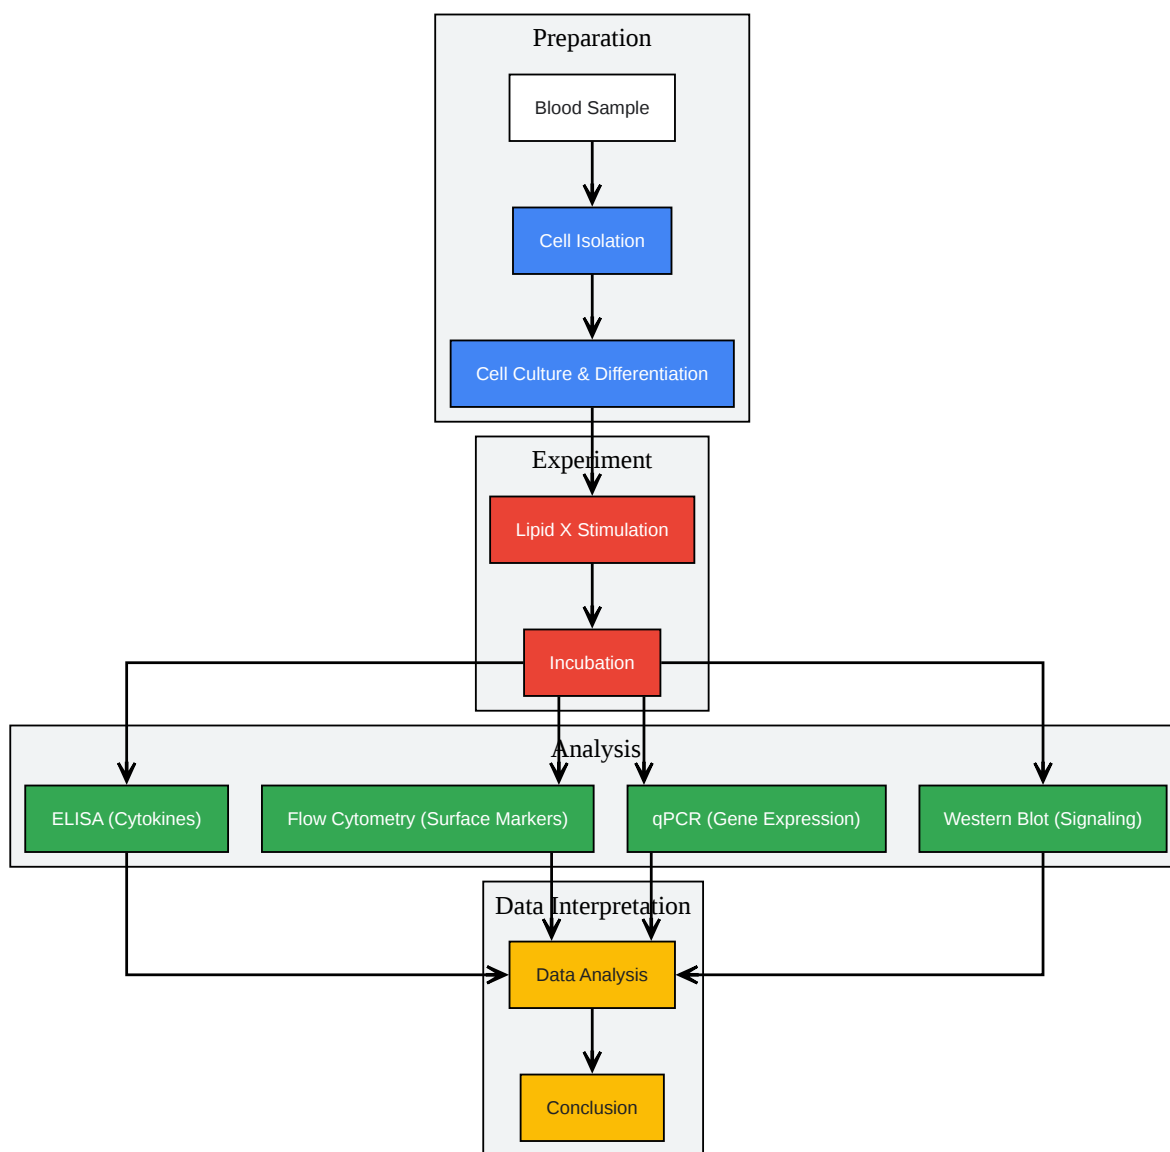 Preparation
Blood Sample
Cell Isolation
Cell Culture & Differentiation
Experiment
Lipid X Stimulation
Incubation
Analysis
ELISA (Cytokines)
Flow Cytometry (Surface Markers)
qPCR (Gene Expression)
Western Blot (Signaling)
Data Interpretation
Data Analysis
Conclusion